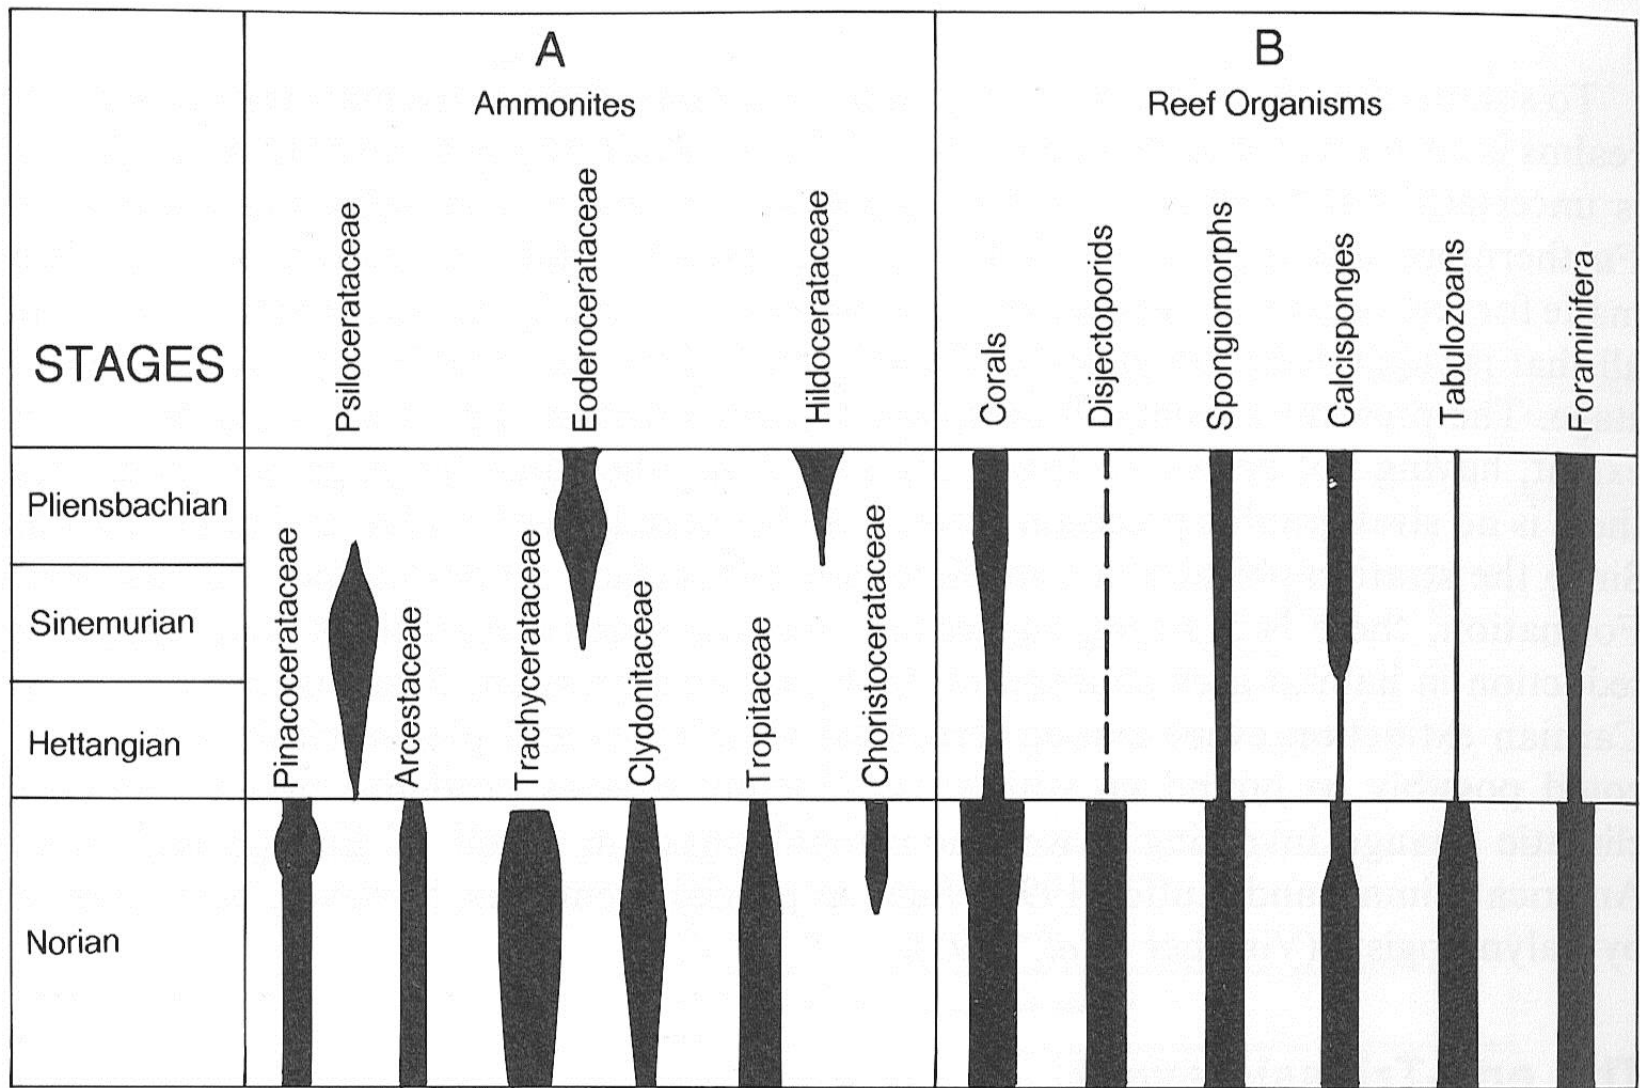 A
Ammonites
B
Reef Organisms
STAGES
Psilocerataceae
Eoderocerataceae
Hildocerataceae
Corals
Disjectoporids
Spongiomorphs
Calcisponges
Tabulozoans
Foraminifera
Pliensbachian
Sinemurian
Hettangian
Norian
Pinacocerataceae
Arcestaceae
Trachycerataceae
Clydonitaceae
Tropitaceae
Choristocerataceae